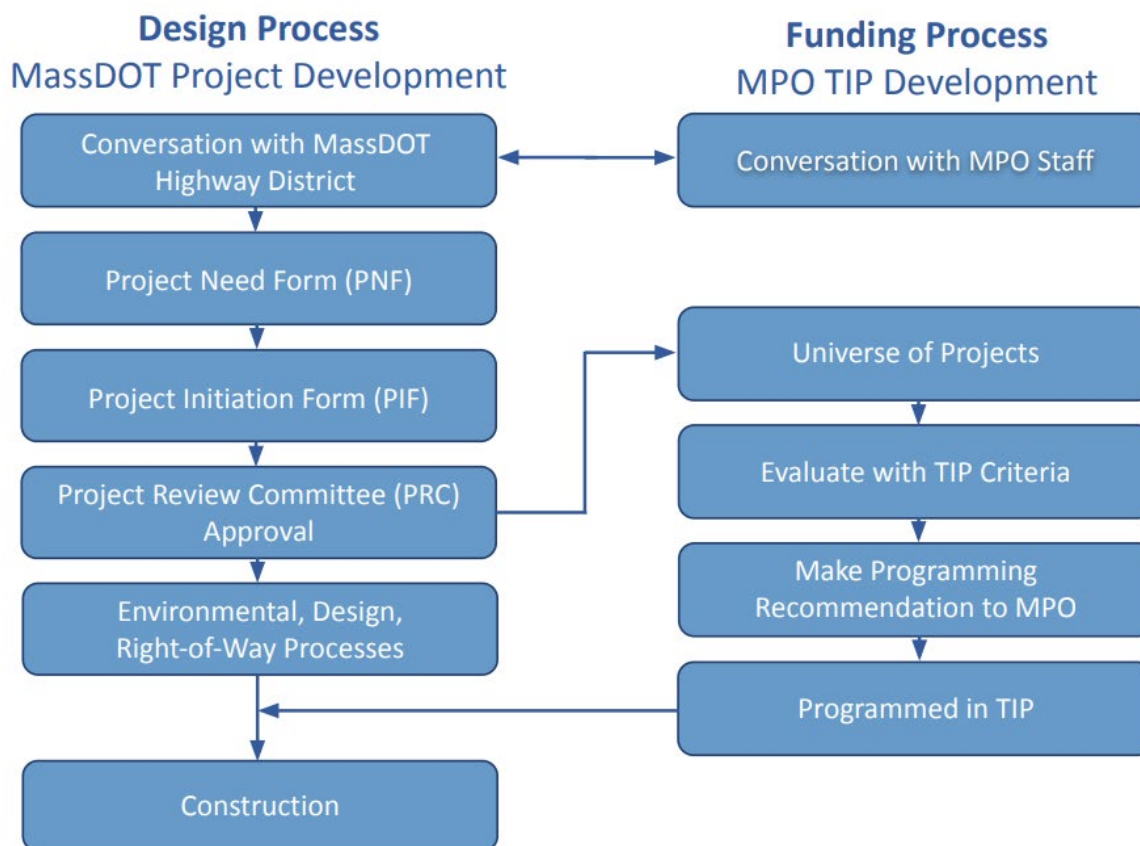 Design Process
MassDOT Project Development
Conversation with MassDOT
Highway District
Project Need Form (PNF)
Project Initiation Form (PIF)
Project Review Committee (PRC)
Approval
Environmental, Design,
Right-of-Way Processes
Construction
Funding Process
MPO TIP Development
Conversation with MPO Staff
Universe of Projects
Evaluate with TIP Criteria
Make Programming
Recommendation to MPO
Programmed in TIP